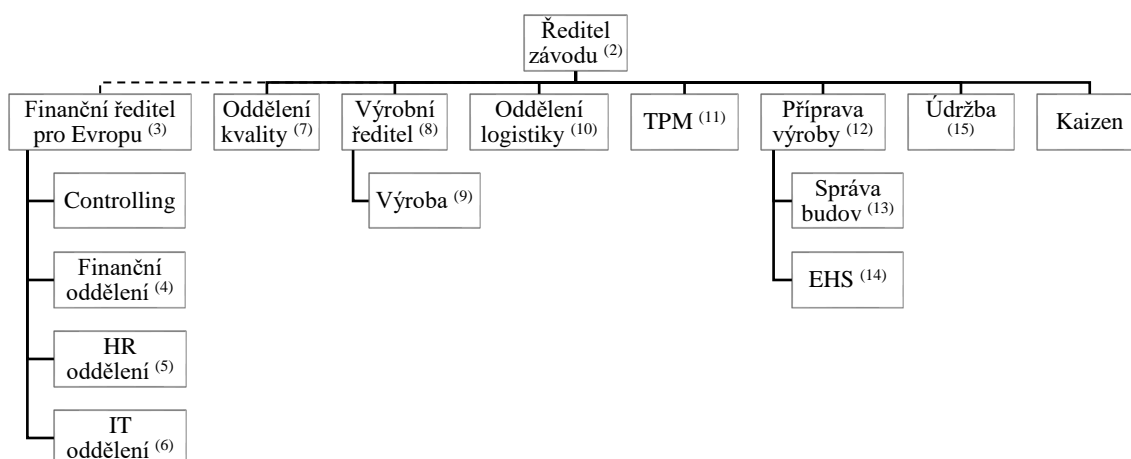 Ředitel
závodu (2)
Finanční ředitel
pro Evropu (3)
Oddělení
kvality (7)
Výrobní
ředitel (8)
Oddělení
logistiky (10)
TPM (11)
Příprava
výroby (12)
Údržba
(15)
Kaizen
Controlling
Finanční
oddělení (4)
HR
oddělení (5)
IT
oddělení (6)
Výroba (9)
Správa
budov (13)
EHS (14)